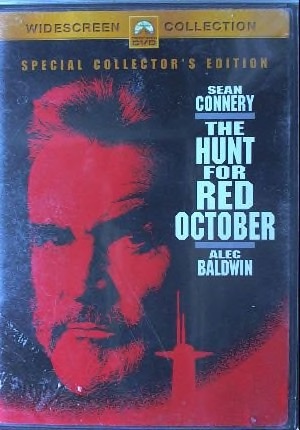 WIDESCREEN DVD COLLECTION
SPECIAL COLLECTOR'S EDITION
SEAN
CONNERY
THE
HUNT
FOR
RED
OCTOBER
ALEC
BALDWIN